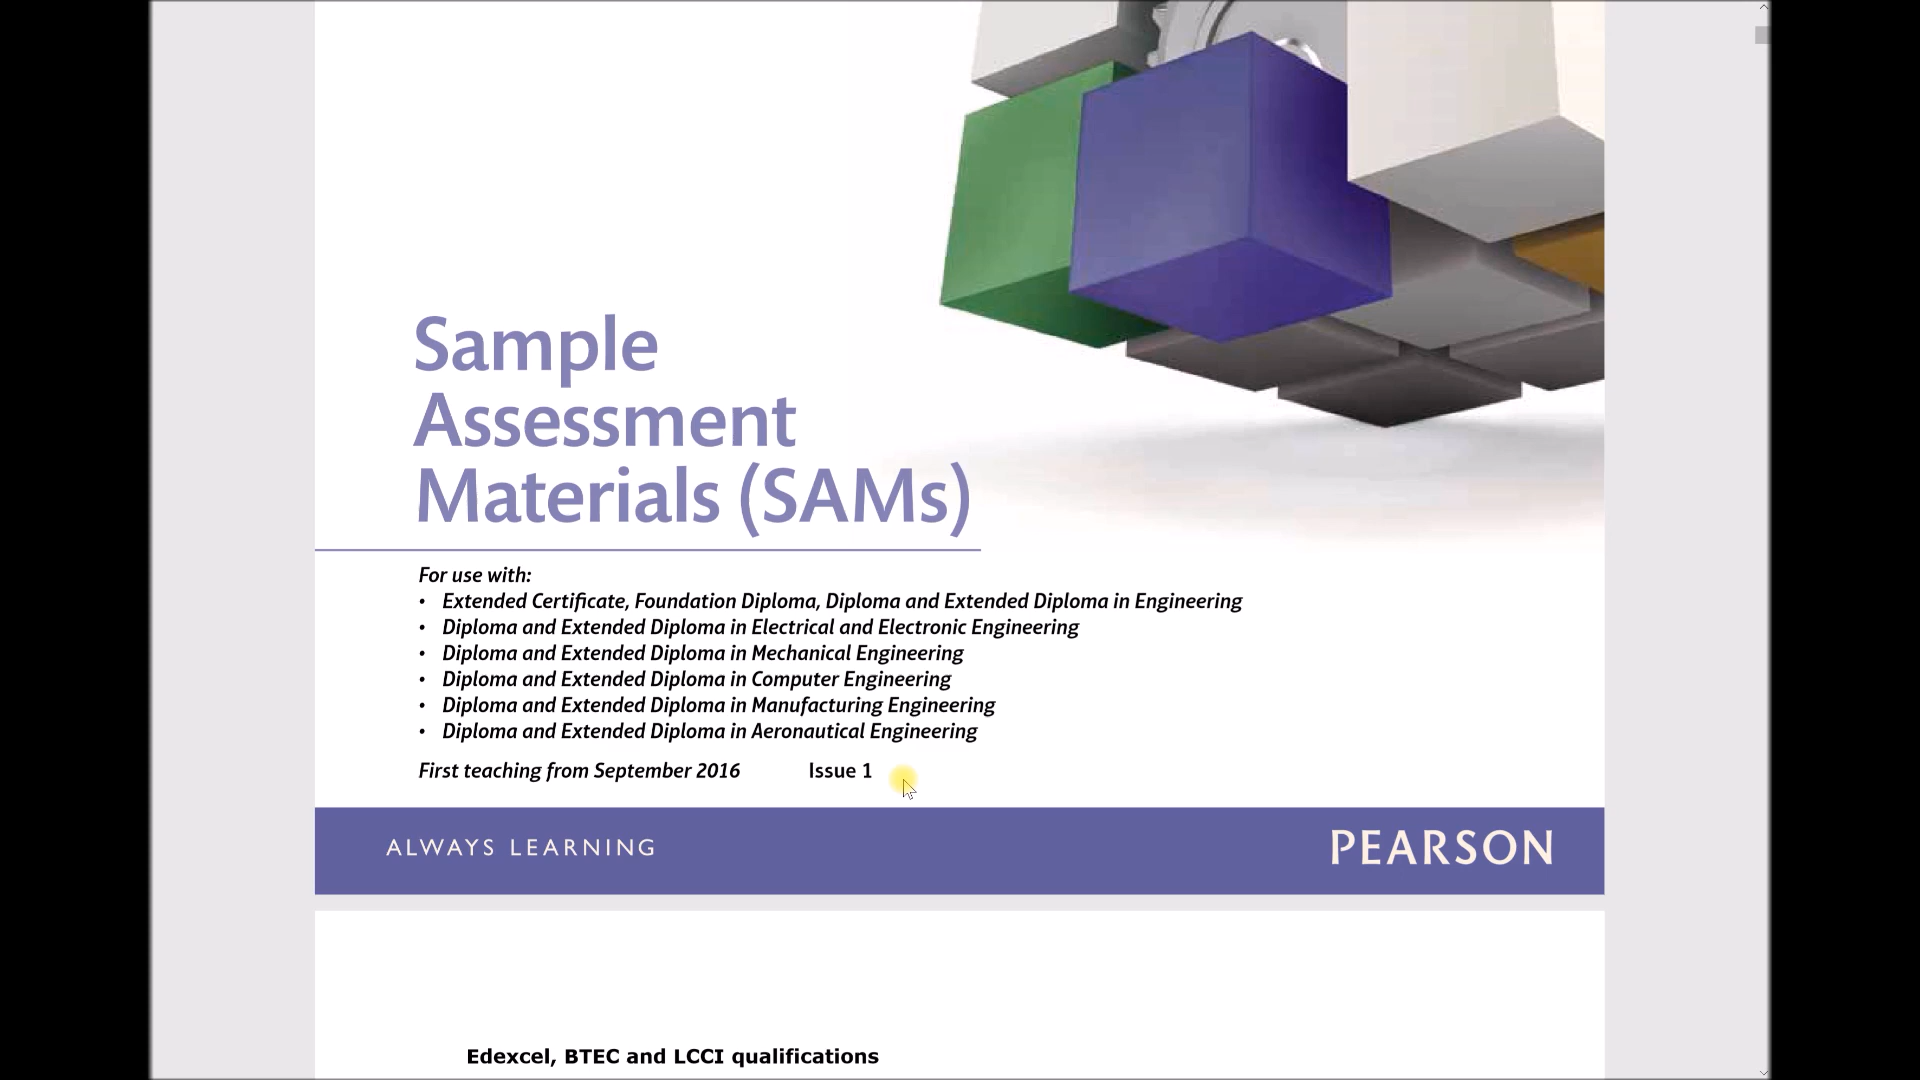 Sample
Assessment
Materials (SAMs)
For use with:
• Extended Certificate, Foundation Diploma, Diploma and Extended Diploma in Engineering
• Diploma and Extended Diploma in Electrical and Electronic Engineering
• Diploma and Extended Diploma in Mechanical Engineering
• Diploma and Extended Diploma in Computer Engineering
• Diploma and Extended Diploma in Manufacturing Engineering
• Diploma and Extended Diploma in Aeronautical Engineering
First teaching from September 2016 Issue 1
ALWAYS LEARNING PEARSON
Edexcel, BTEC and LCCI qualifications